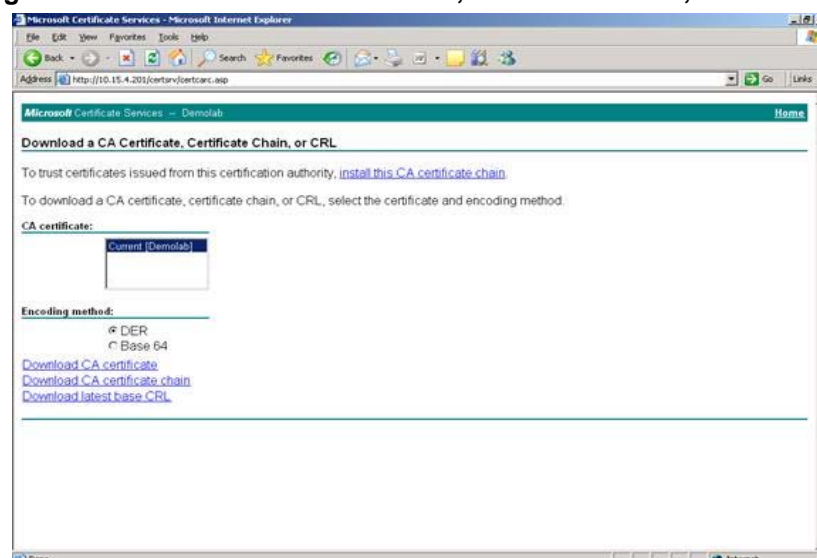 Microsoft Certificate Services - Microsoft Internet Explorer
File Edit View Favorites Tools Help
Back Search Favorites
Address http://10.15.4.201/certsrv/certcarc.asp Go Links
Microsoft Certificate Services -- Demolab Home
Download a CA Certificate, Certificate Chain, or CRL
To trust certificates issued from this certification authority, install this CA certificate chain.
To download a CA certificate, certificate chain, or CRL, select the certificate and encoding method.
CA certificate:
Current [Demolab]
Encoding method:
DER
Base 64
Download CA certificate
Download CA certificate chain
Download latest base CRL